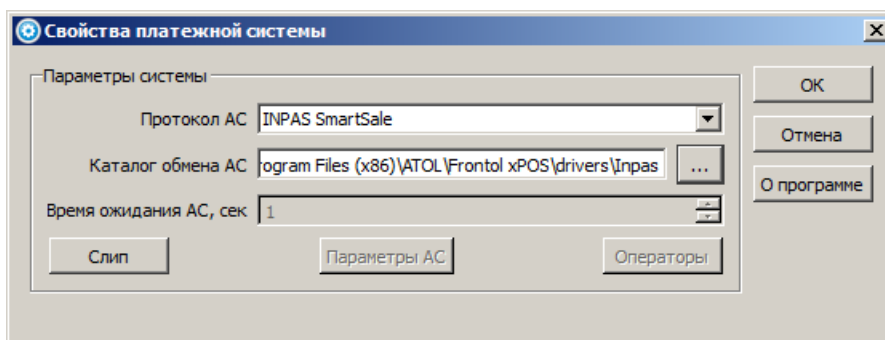 Свойства платежной системы
Параметры системы
Протокол АС INPAS SmartSale
Каталог обмена АС rogram Files (x86)\ATOL\Frontol xPOS\drivers\Inpas ...
Время ожидания АС, сек 1
Слип Параметры АС Операторы
ОК
Отмена
О программе